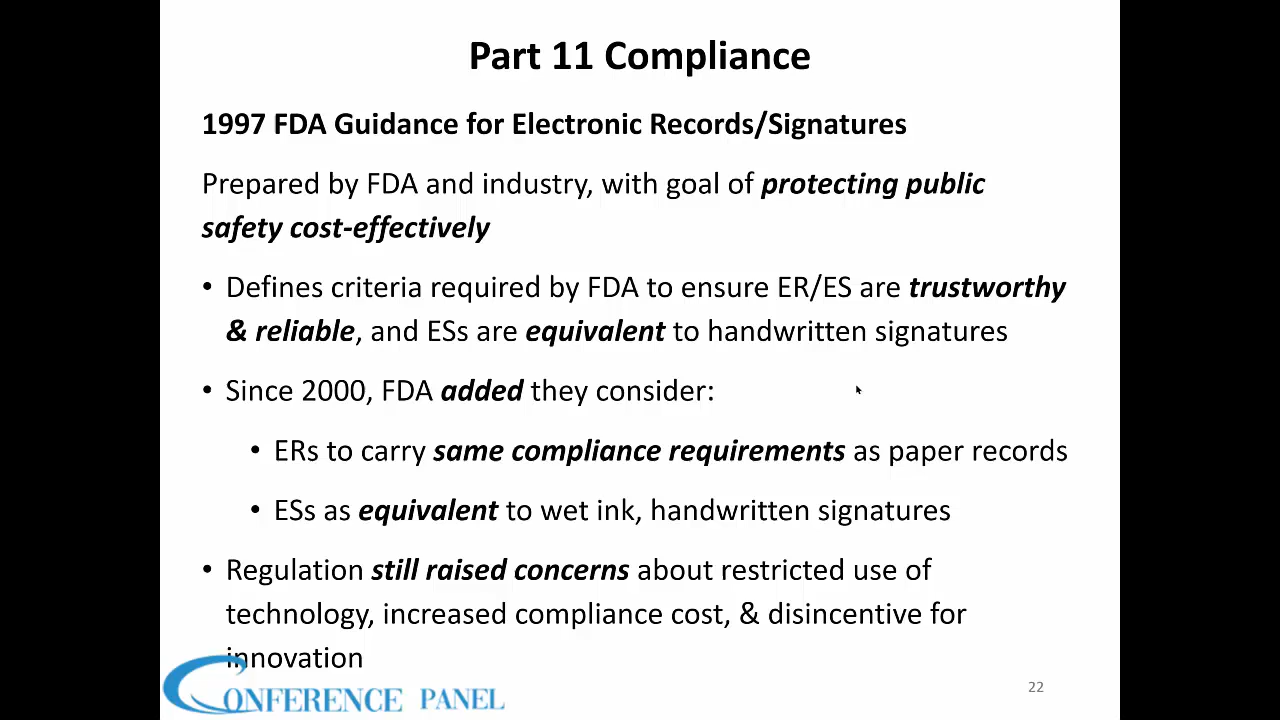 Part 11 Compliance
1997 FDA Guidance for Electronic Records/Signatures
Prepared by FDA and industry, with goal of protecting public
safety cost-effectively
• Defines criteria required by FDA to ensure ER/ES are trustworthy
& reliable, and ESs are equivalent to handwritten signatures
• Since 2000, FDA added they consider:
• ERs to carry same compliance requirements as paper records
• ESs as equivalent to wet ink, handwritten signatures
• Regulation still raised concerns about restricted use of
technology, increased compliance cost, & disincentive for
innovation
CONFERENCE PANEL
22